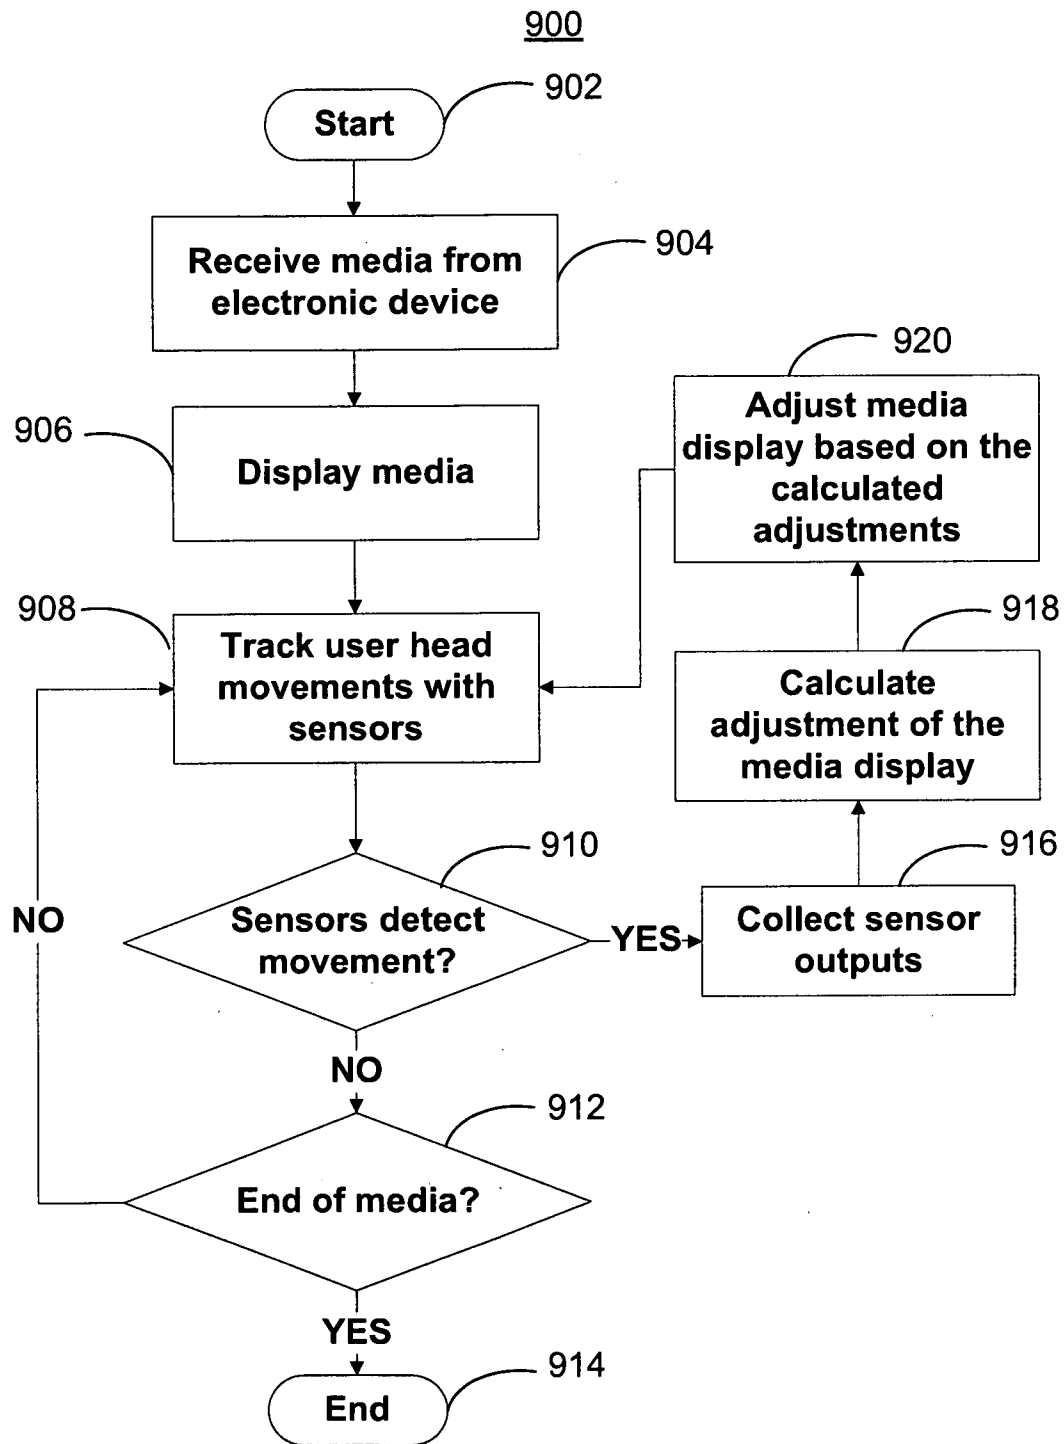 900
Start
902
Receive media from
electronic device
904
Display media
906
Track user head
movements with
sensors
908
Sensors detect
movement?
910
YES
NO
End of media?
912
NO
YES
End
914
Collect sensor
outputs
916
Calculate
adjustment of the
media display
918
Adjust media
display based on the
calculated
adjustments
920